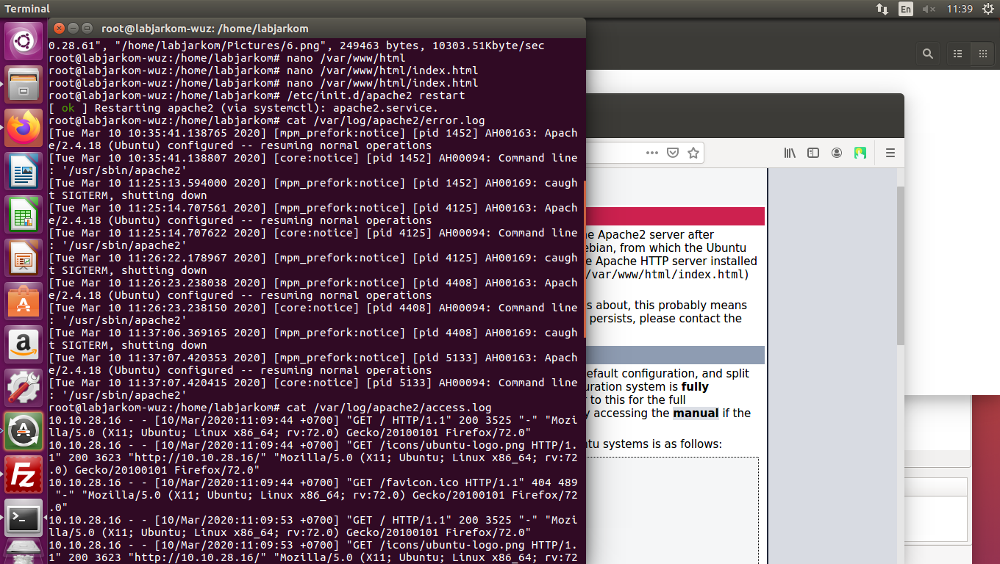 Terminal
En
11:39
root@labjarkom-wuz: /home/labjarkom
0.28.61", "/home/labjarkom/Pictures/6.png", 249463 bytes, 10303.51Kbyte/sec
root@labjarkom-wuz:/home/labjarkom# nano /var/www/html
root@labjarkom-wuz:/home/labjarkom# nano /var/www/html/index.html
root@labjarkom-wuz:/home/labjarkom# nano /var/www/html/index.html
root@labjarkom-wuz:/home/labjarkom# /etc/init.d/apache2 restart
[ ok ] Restarting apache2 (via systemctl): apache2.service.
root@labjarkom-wuz:/home/labjarkom# cat /var/log/apache2/error.log
[Tue Mar 10 10:35:41.138765 2020] [mpm_prefork:notice] [pid 1452] AH00163: Apach
e/2.4.18 (Ubuntu) configured -- resuming normal operations
[Tue Mar 10 10:35:41.138807 2020] [core:notice] [pid 1452] AH00094: Command line
: '/usr/sbin/apache2'
[Tue Mar 10 11:25:13.594000 2020] [mpm_prefork:notice] [pid 1452] AH00169: caugh
t SIGTERM, shutting down
[Tue Mar 10 11:25:14.707561 2020] [mpm_prefork:notice] [pid 4125] AH00163: Apach
e/2.4.18 (Ubuntu) configured -- resuming normal operations
[Tue Mar 10 11:25:14.707622 2020] [core:notice] [pid 4125] AH00094: Command line
: '/usr/sbin/apache2'
[Tue Mar 10 11:26:22.178967 2020] [mpm_prefork:notice] [pid 4125] AH00169: caugh
t SIGTERM, shutting down
[Tue Mar 10 11:26:23.238038 2020] [mpm_prefork:notice] [pid 4408] AH00163: Apach
e/2.4.18 (Ubuntu) configured -- resuming normal operations
[Tue Mar 10 11:26:23.238150 2020] [core:notice] [pid 4408] AH00094: Command line
: '/usr/sbin/apache2'
[Tue Mar 10 11:37:06.369165 2020] [mpm_prefork:notice] [pid 4408] AH00169: caugh
t SIGTERM, shutting down
[Tue Mar 10 11:37:07.420353 2020] [mpm_prefork:notice] [pid 5133] AH00163: Apach
e/2.4.18 (Ubuntu) configured -- resuming normal operations
[Tue Mar 10 11:37:07.420415 2020] [core:notice] [pid 5133] AH00094: Command line
: '/usr/sbin/apache2'
root@labjarkom-wuz:/home/labjarkom# cat /var/log/apache2/access.log
10.10.28.16 - - [10/Mar/2020:11:09:44 +0700] "GET / HTTP/1.1" 200 3525 "-" "Mozi
lla/5.0 (X11; Ubuntu; Linux x86_64; rv:72.0) Gecko/20100101 Firefox/72.0"
10.10.28.16 - - [10/Mar/2020:11:09:44 +0700] "GET /icons/ubuntu-logo.png HTTP/1.
1" 200 3623 "http://10.10.28.16/" "Mozilla/5.0 (X11; Ubuntu; Linux x86_64; rv:72
.0) Gecko/20100101 Firefox/72.0"
10.10.28.16 - - [10/Mar/2020:11:09:44 +0700] "GET /favicon.ico HTTP/1.1" 404 489
 "-" "Mozilla/5.0 (X11; Ubuntu; Linux x86_64; rv:72.0) Gecko/20100101 Firefox/72
.0"
10.10.28.16 - - [10/Mar/2020:11:09:53 +0700] "GET / HTTP/1.1" 200 3525 "-" "Mozi
lla/5.0 (X11; Ubuntu; Linux x86_64; rv:72.0) Gecko/20100101 Firefox/72.0"
10.10.28.16 - - [10/Mar/2020:11:09:53 +0700] "GET /icons/ubuntu-logo.png HTTP/1.
1" 200 3623 "http://10.10.28.16/" "Mozilla/5.0 (X11; Ubuntu; Linux x86_64; rv:72
e Apache2 server after
ebian, from which the Ubuntu
e Apache HTTP server installed
/var/www/html/index.html)
s about, this probably means
persists, please contact the
efault configuration, and split
uration system is fully
r to this for the full
y accessing the manual if the
ntu systems is as follows:
a
Fz
>_